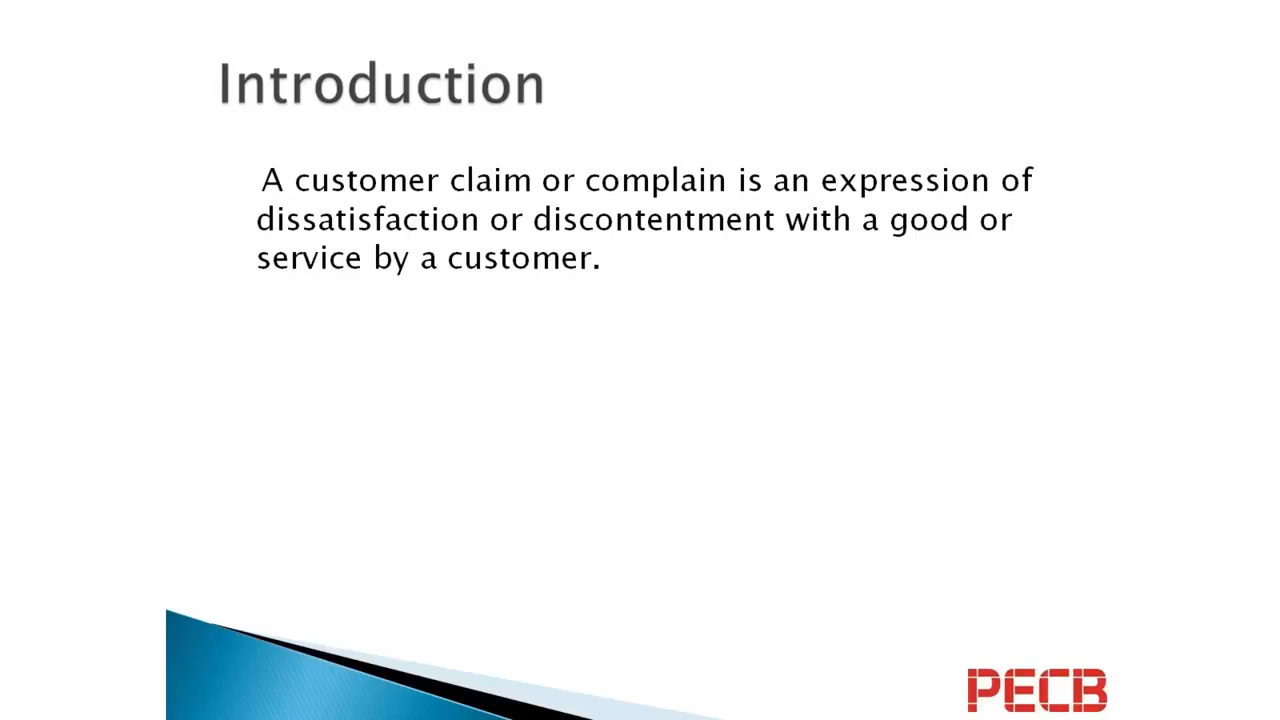 Introduction
A customer claim or complain is an expression of
dissatisfaction or discontentment with a good or
service by a customer.
PECB